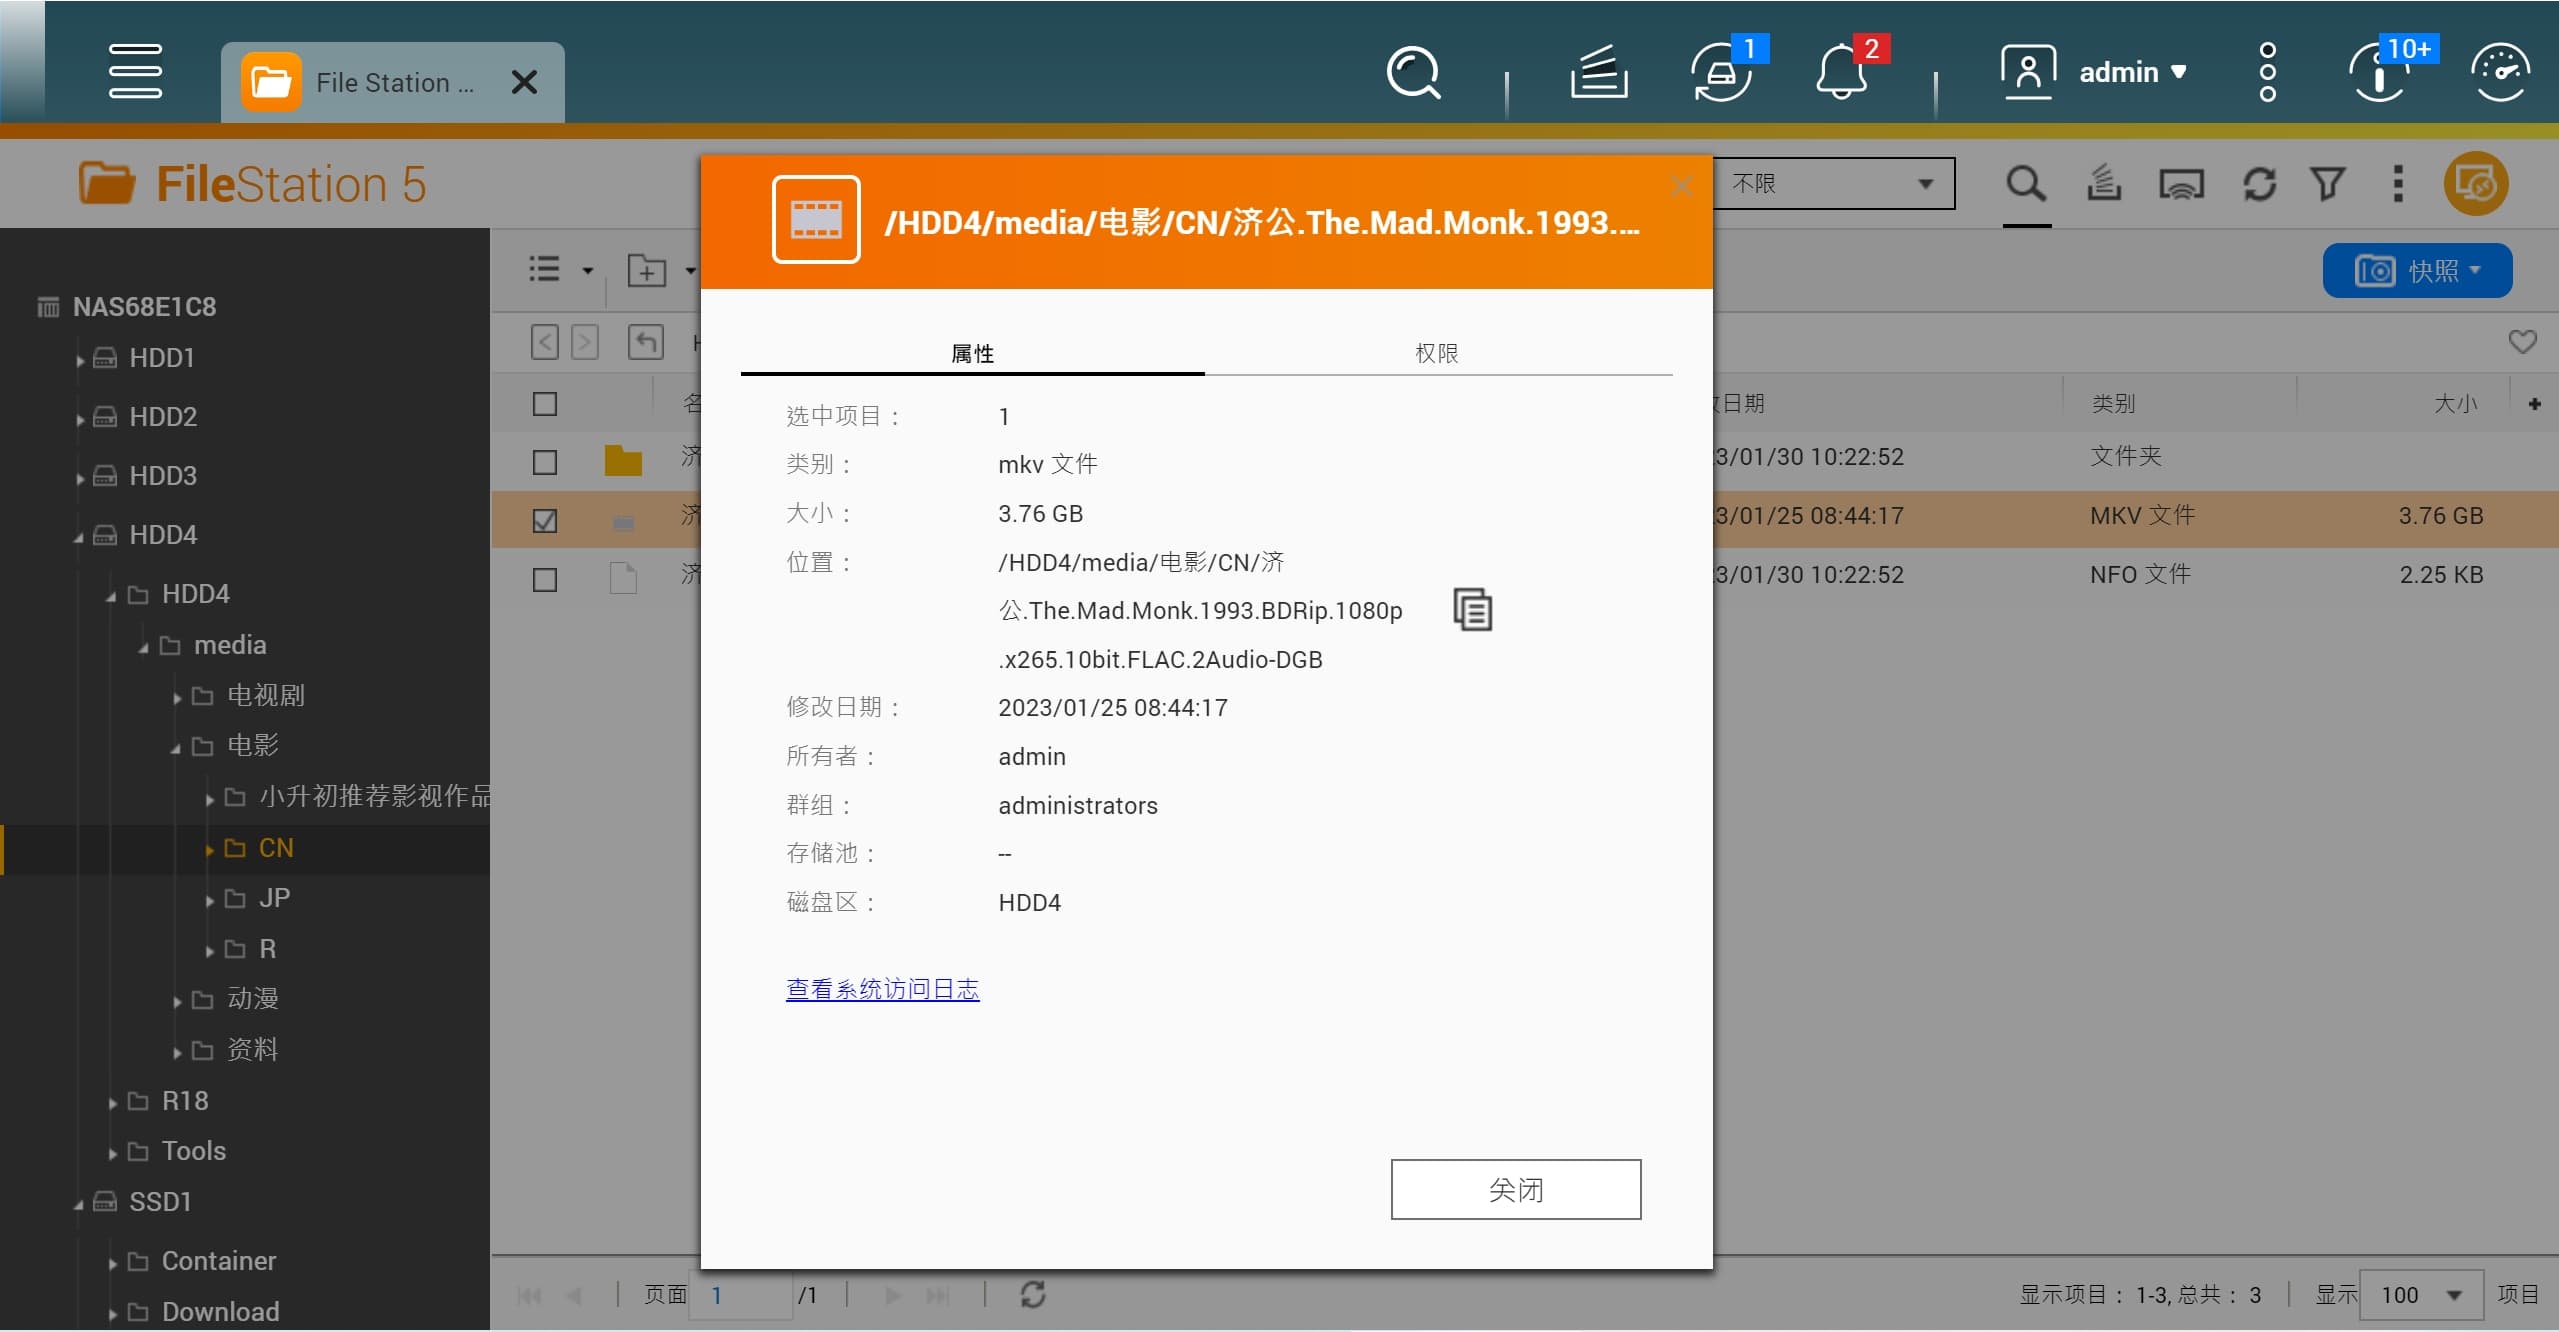 File Station ...
1
2
admin
10+
FileStation 5
不限
快照
NAS68E1C8
HDD1
HDD2
HDD3
HDD4
HDD4
media
电视剧
电影
小升初推荐影视作品
CN
JP
R
动漫
资料
R18
Tools
SSD1
Container
Download
日期
类别
大小
3/01/30 10:22:52
文件夹
济
3/01/25 08:44:17
MKV 文件
3.76 GB
济
3/01/30 10:22:52
NFO 文件
2.25 KB
/HDD4/media/电影/CN/济公.The.Mad.Monk.1993....
属性
权限
选中项目：
1
类别：
mkv 文件
大小：
3.76 GB
位置：
/HDD4/media/电影/CN/济
公.The.Mad.Monk.1993.BDRip.1080p
.x265.10bit.FLAC.2Audio-DGB
修改日期：
2023/01/25 08:44:17
所有者：
admin
群组：
administrators
存储池：
--
磁盘区：
HDD4
查看系统访问日志
关闭
页面 1 /1
显示项目：1-3, 总共：3
显示 100 项目